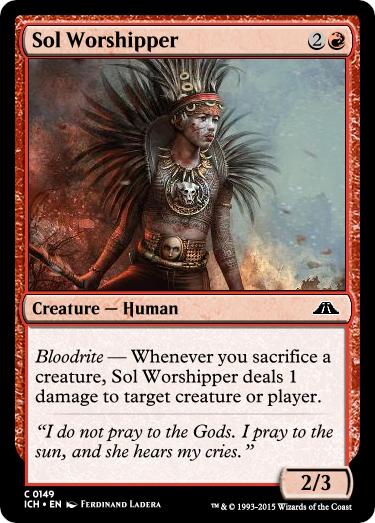 Sol Worshipper 2
Creature — Human
Bloodrite — Whenever you sacrifice a
creature, Sol Worshipper deals 1
damage to target creature or player.
“I do not pray to the Gods. I pray to the
sun, and she hears my cries.”
2/3
C 0149
ICH • EN FERDINAND LADERA
™ & © 1993-2015 Wizards of the Coast